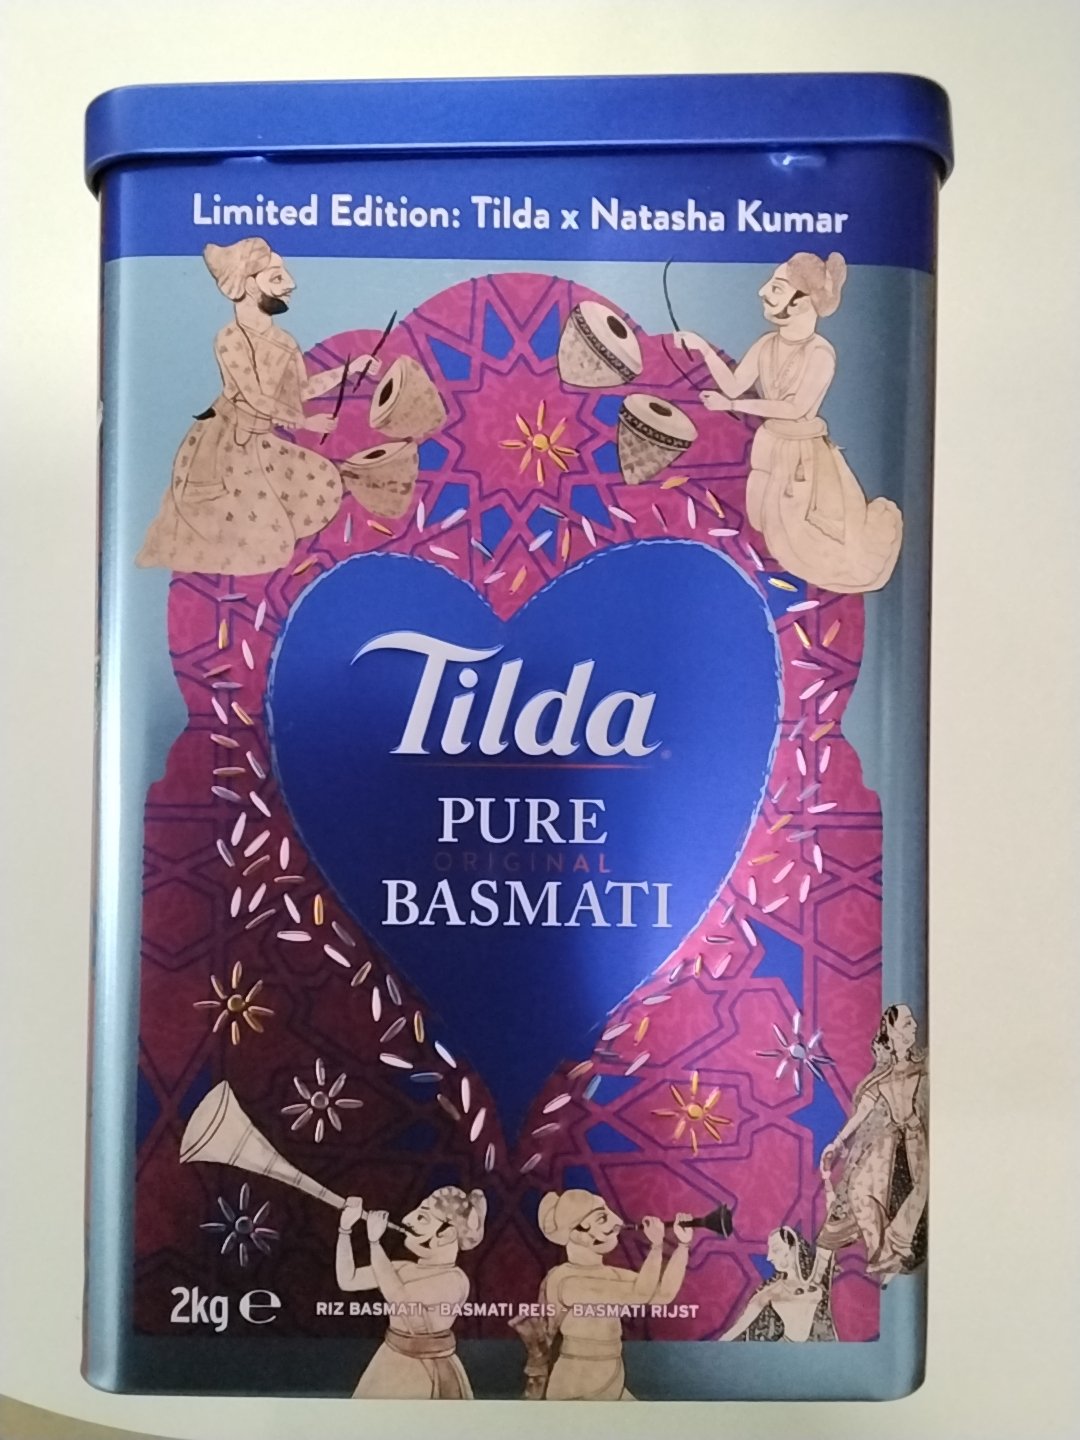 Limited Edition: Tilda x Natasha Kumar
Tilda
PURE
ORIGINAL
BASMATI
2kg ℮
RIZ BASMATI - BASMATI REIS - BASMATI RIJST